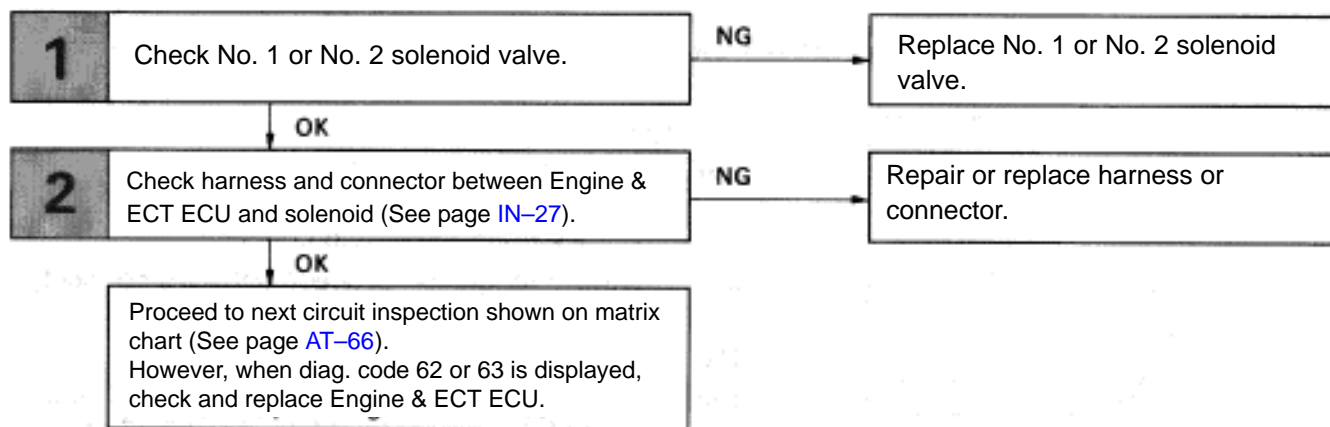 1
Check No. 1 or No. 2 solenoid valve.
NG
Replace No. 1 or No. 2 solenoid
valve.
OK
2
Check harness and connector between Engine &
ECT ECU and solenoid (See page IN–27).
NG
Repair or replace harness or
connector.
OK
Proceed to next circuit inspection shown on matrix
chart (See page AT–66).
However, when diag. code 62 or 63 is displayed,
check and replace Engine & ECT ECU.